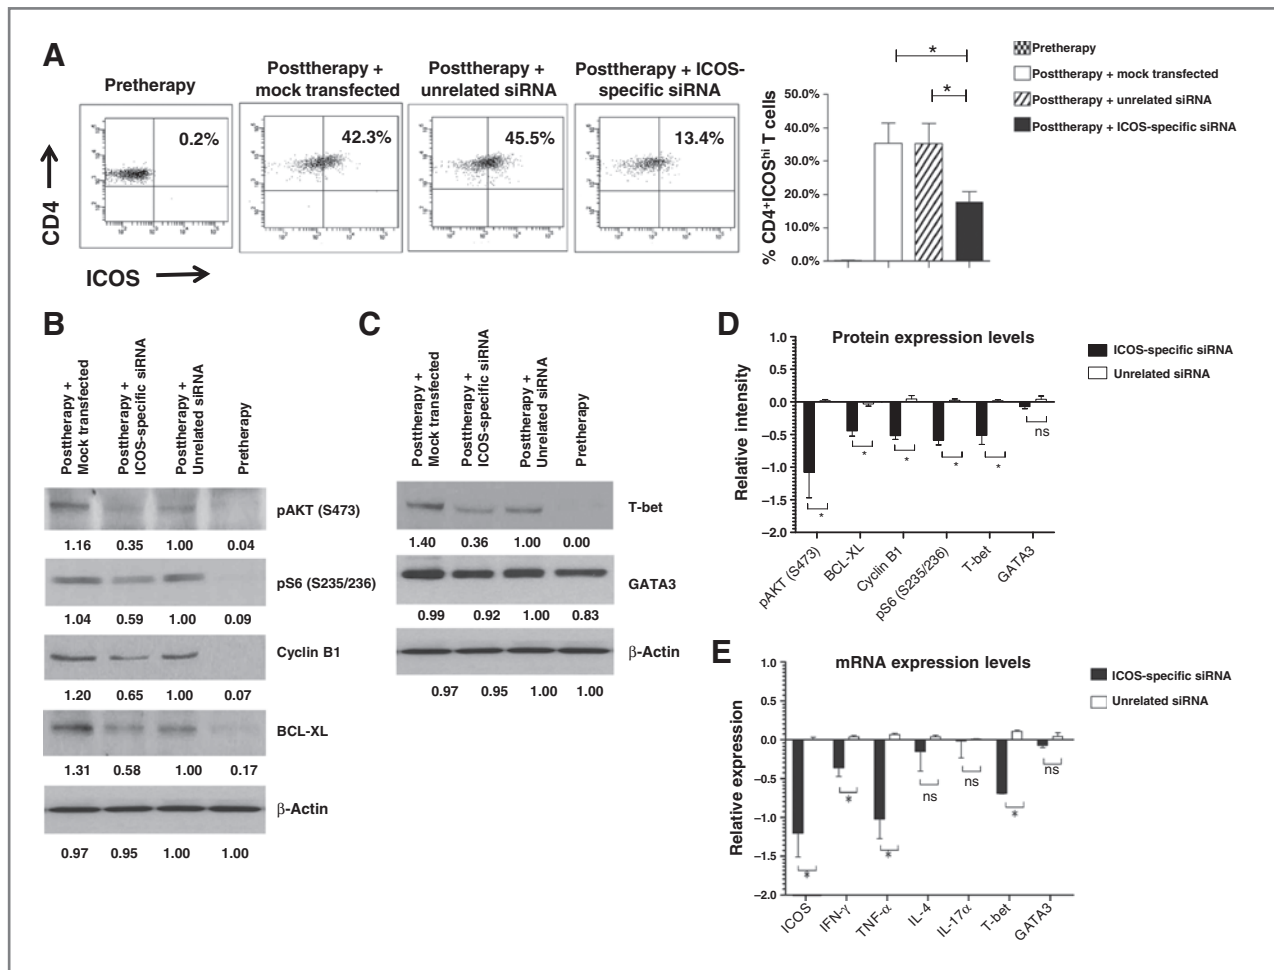 A
Pretherapy
Posttherapy +
mock transfected
Posttherapy +
unrelated siRNA
Posttherapy + ICOS-
specific siRNA
0.2%
42.3%
45.5%
13.4%
CD4
ICOS
% CD4+ICOShi T cells
50.0%
40.0%
30.0%
20.0%
10.0%
0.0%
*
*
Pretherapy
Posttherapy + mock transfected
Posttherapy + unrelated siRNA
Posttherapy + ICOS-specific siRNA
B
Posttherapy +
Mock transfected
Posttherapy +
ICOS-specific siRNA
Posttherapy +
Unrelated siRNA
Pretherapy
pAKT (S473)
1.16 0.35 1.00 0.04
pS6 (S235/236)
1.04 0.59 1.00 0.09
Cyclin B1
1.20 0.65 1.00 0.07
BCL-XL
1.31 0.58 1.00 0.17
β-Actin
0.97 0.95 1.00 1.00
C
Posttherapy +
Mock transfected
Posttherapy +
ICOS-specific siRNA
Posttherapy +
Unrelated siRNA
Pretherapy
T-bet
1.40 0.36 1.00 0.00
GATA3
0.99 0.92 1.00 0.83
β-Actin
0.97 0.95 1.00 1.00
D
Protein expression levels
ICOS-specific siRNA
Unrelated siRNA
Relative intensity
1.0
0.5
0.0
−0.5
−1.0
−1.5
−2.0
* * * * * ns
pAKT (S473)
BCL-XL
Cyclin B1
pS6 (S235/236)
T-bet
GATA3
E
mRNA expression levels
ICOS-specific siRNA
Unrelated siRNA
Relative expression
1.0
0.5
0.0
−0.5
−1.0
−1.5
−2.0
* * * ns ns * ns
ICOS
IFN-γ
TNF-α
IL-4
IL-17α
T-bet
GATA3